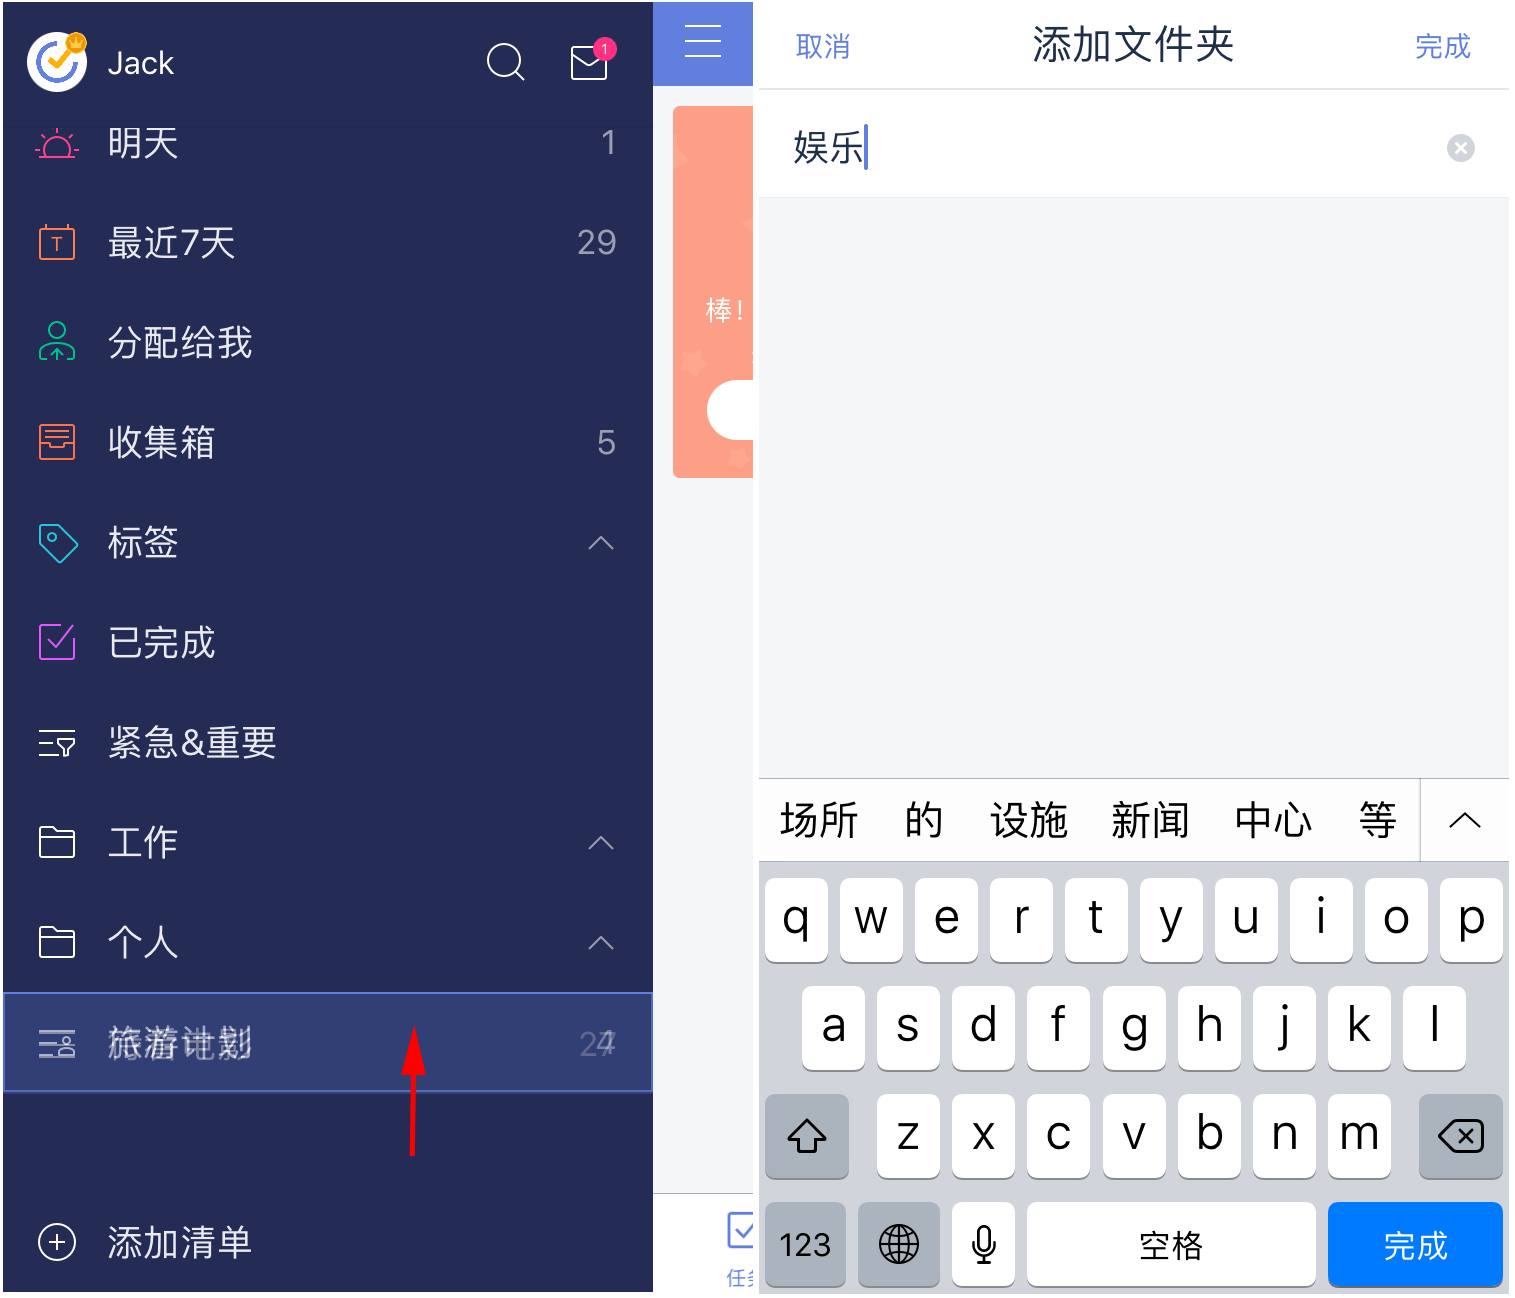 Jack
1
明天
1
T
最近7天
29
分配给我
收集箱
5
标签
已完成
紧急&重要
工作
个人
旅游计划
添加清单
棒！
任务
取消
添加文件夹
完成
娱乐
场所 的 设施 新闻 中心 等
q w e r t y u i o p
a s d f g h j k l
z x c v b n m
123
空格
完成